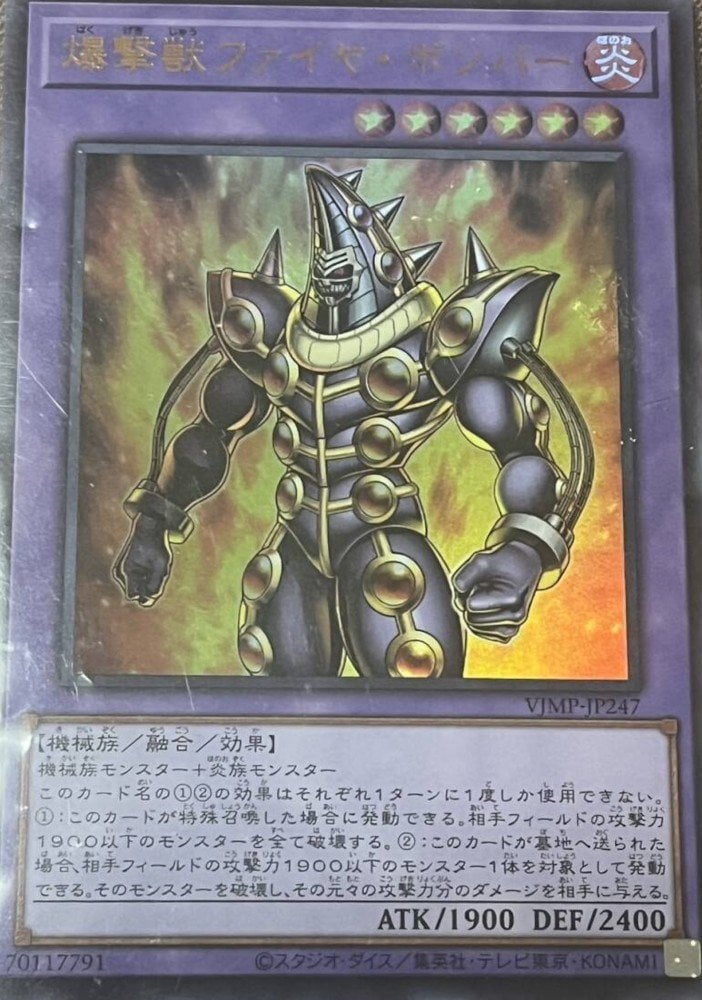 爆撃獣ファイヤ・ボンバー 炎
VJMP-JP247
【機械族／融合／効果】
機械族モンスター＋炎族モンスター
このカード名の①②の効果はそれぞれ1ターンに1度しか使用できない。
①：このカードが特殊召喚した場合に発動できる。相手フィールドの攻撃力
1900以下のモンスターを全て破壊する。②：このカードが墓地へ送られた
場合、相手フィールドの攻撃力1900以下のモンスター1体を対象として発動
できる。そのモンスターを破壊し、その元々の攻撃力分のダメージを相手に与える。
ATK/1900 DEF/2400
70117791 ©スタジオ・ダイス／集英社・テレビ東京・KONAMI